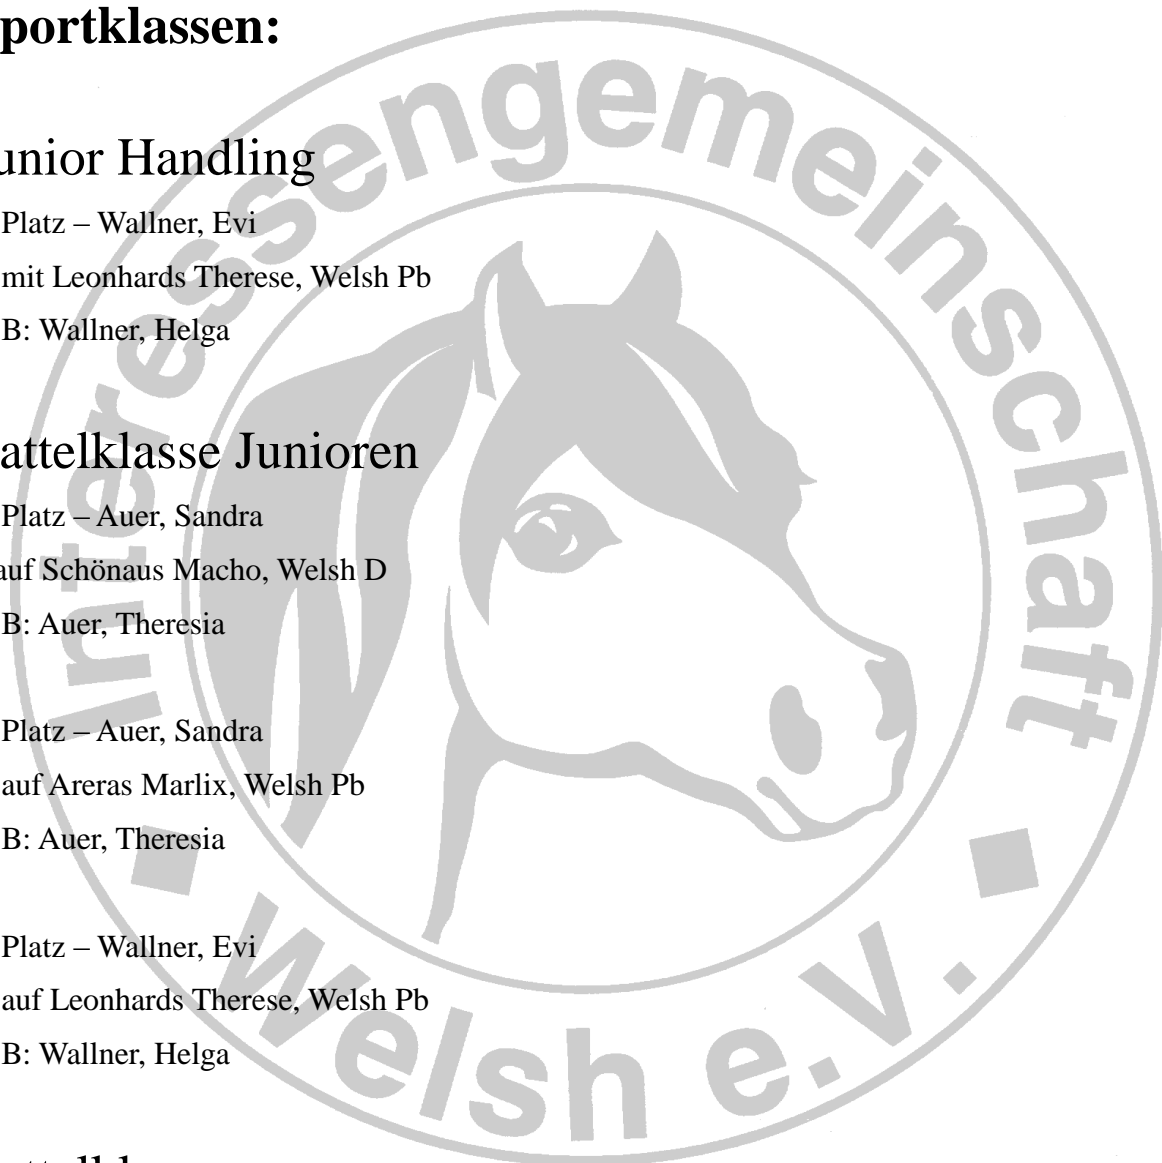 portklassen:
unior Handling
Platz – Wallner, Evi
mit Leonhards Therese, Welsh Pb
B: Wallner, Helga
attelklasse Junioren
Platz – Auer, Sandra
auf Schönaus Macho, Welsh D
B: Auer, Theresia
Platz – Auer, Sandra
auf Areras Marlix, Welsh Pb
B: Auer, Theresia
Platz – Wallner, Evi
auf Leonhards Therese, Welsh Pb
B: Wallner, Helga
Interessengemeinschaft
Welsh e.V.